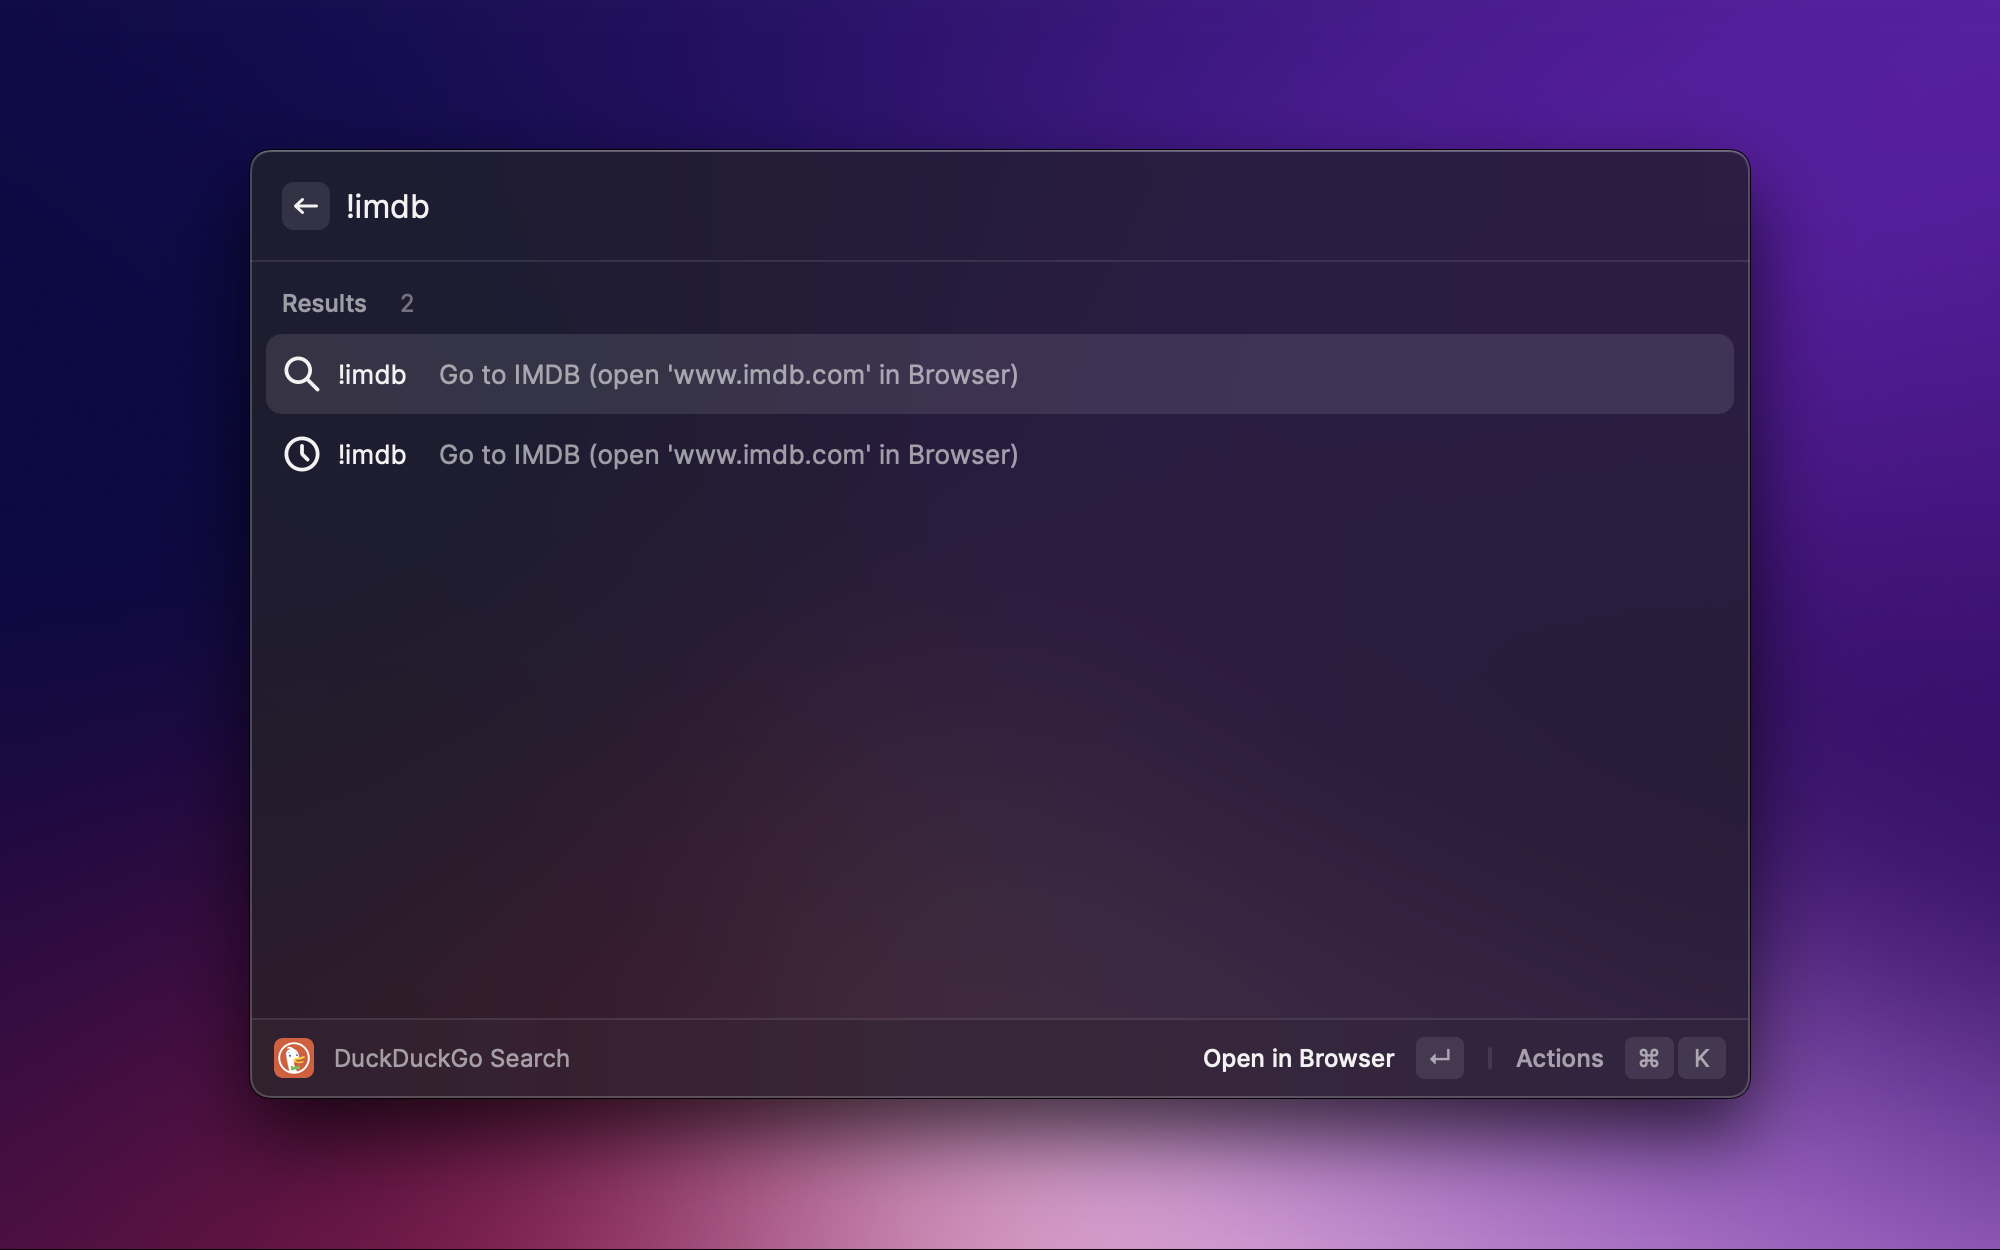 !imdb
Results 2
!imdb Go to IMDB (open 'www.imdb.com' in Browser)
!imdb Go to IMDB (open 'www.imdb.com' in Browser)
DuckDuckGo Search Open in Browser ↵ Actions ⌘ K